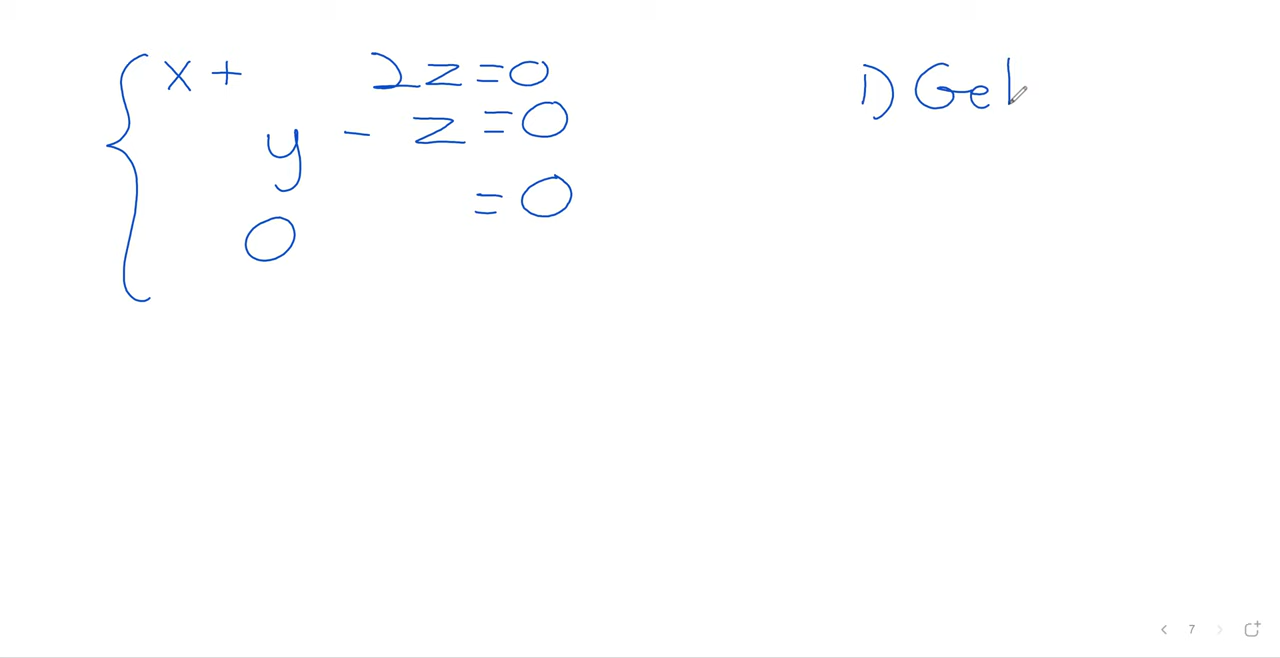 x + 2z = 0
y - z = 0
0 = 0
1) Gel
7